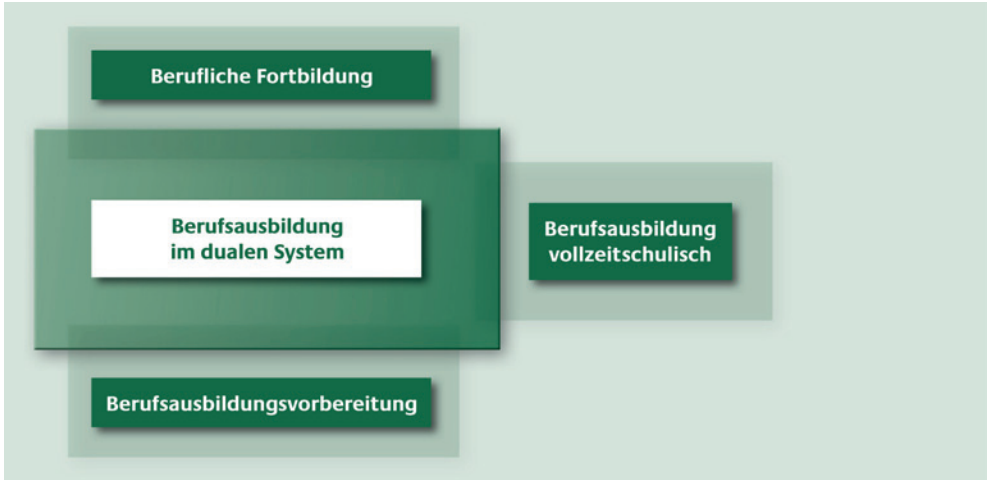 Berufliche Fortbildung
Berufsausbildung
im dualen System
Berufsausbildung
vollzeitschulisch
Berufsausbildungsvorbereitung